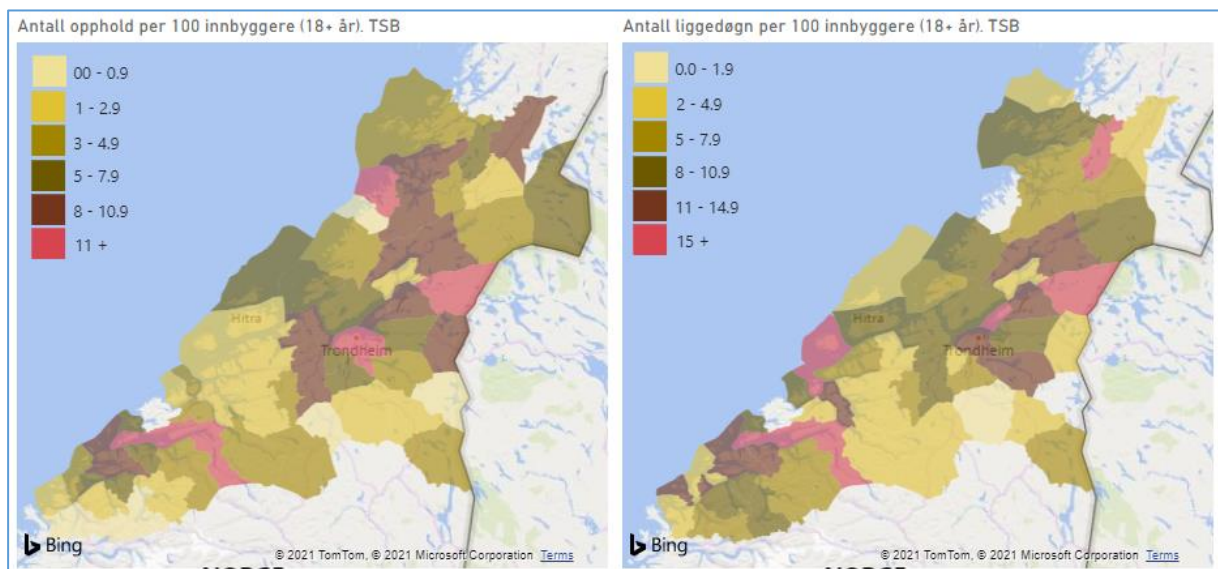 Antall opphold per 100 innbyggere (18+ år). TSB
00 - 0.9
1 - 2.9
3 - 4.9
5 - 7.9
8 - 10.9
11 +
Hitra
Trondheim
Bing
© 2021 TomTom, © 2021 Microsoft Corporation Terms
NORGE
Antall liggedøgn per 100 innbyggere (18+ år). TSB
0.0 - 1.9
2 - 4.9
5 - 7.9
8 - 10.9
11 - 14.9
15 +
Hitra
Trondheim
Bing
© 2021 TomTom, © 2021 Microsoft Corporation Terms
NORGE